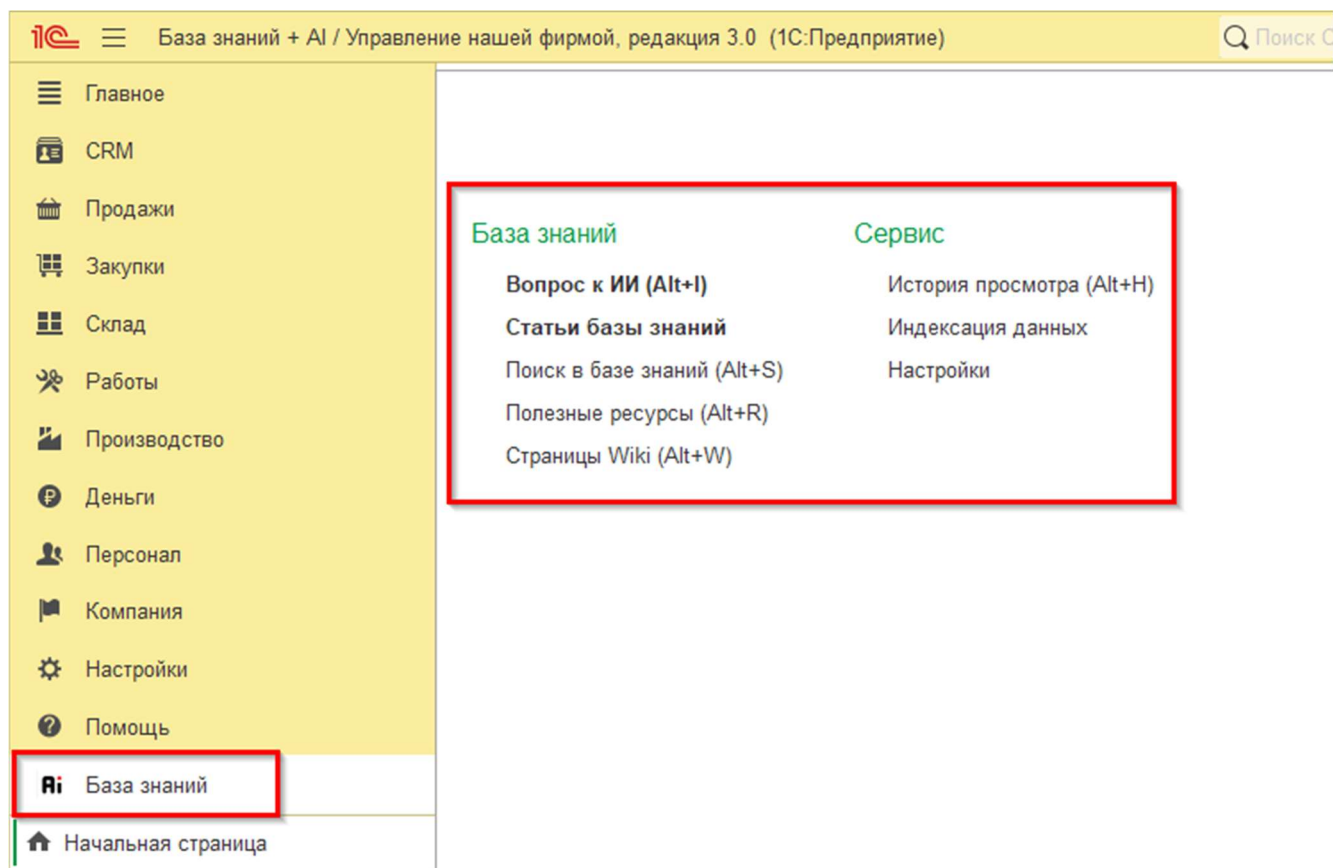 1С База знаний + AI / Управление нашей фирмой, редакция 3.0 (1С:Предприятие) Поиск C
Главное
CRM
Продажи
Закупки
Склад
Работы
Производство
Деньги
Персонал
Компания
Настройки
Помощь
Ai База знаний
Начальная страница
База знаний
Вопрос к ИИ (Alt+I)
Статьи базы знаний
Поиск в базе знаний (Alt+S)
Полезные ресурсы (Alt+R)
Страницы Wiki (Alt+W)
Сервис
История просмотра (Alt+H)
Индексация данных
Настройки